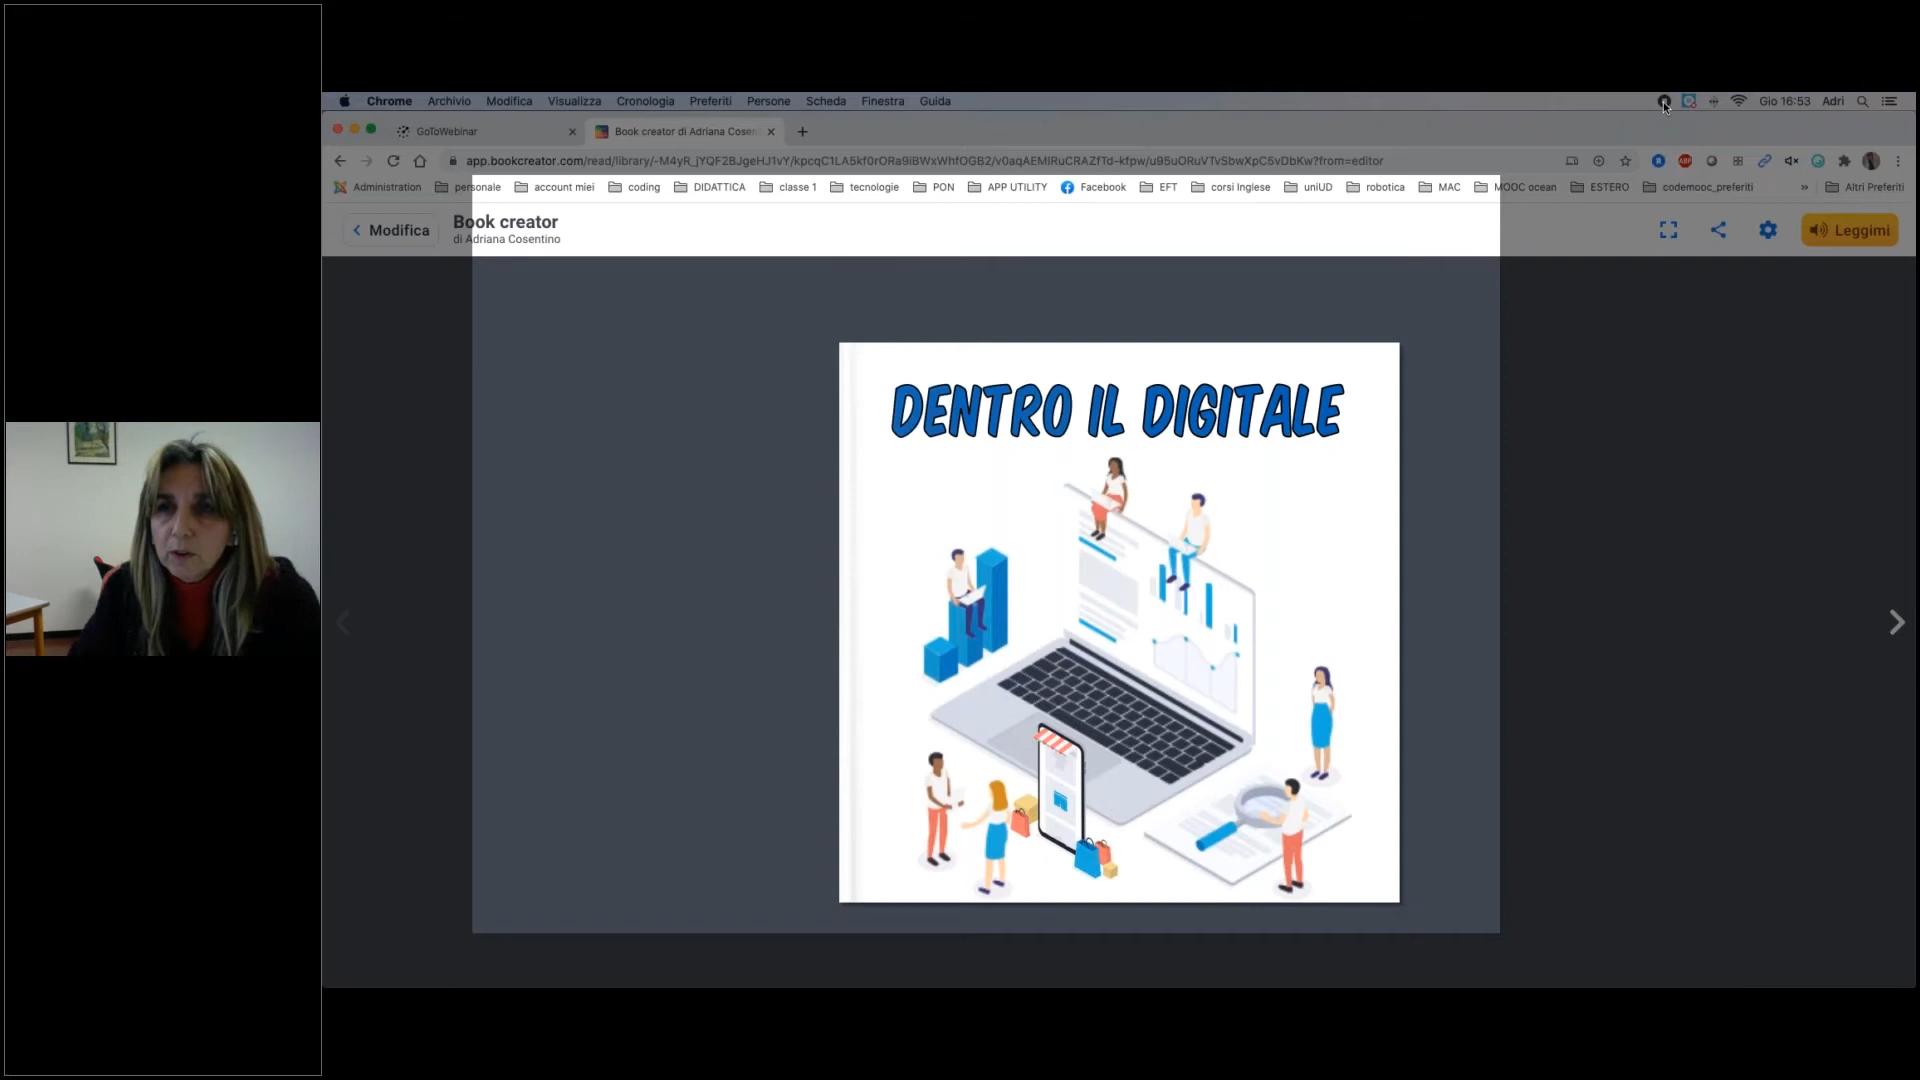 Chrome Archivio Modifica Visualizza Cronologia Preferiti Persone Scheda Finestra Guida Gio 16:53 Adri
GoToWebinar Book creator di Adriana Cosen
app.bookcreator.com/read/library/-M4yR_jYQF2BJgeHJ1vY/kpcqC1LA5kf0rORa9iBWxWhfOGB2/v0aqAEMIRuCRAZfTd-kfpw/u95uORuVTvSbwXpC5vDbKw?from=editor
Administration personale account miei coding DIDATTICA classe 1 tecnologie PON APP UTILITY Facebook EFT corsi Inglese uniUD robotica MAC MOOC ocean ESTERO codemooc_preferiti » Altri Preferiti
Modifica Book creator Leggimi
di Adriana Cosentino
DENTRO IL DIGITALE